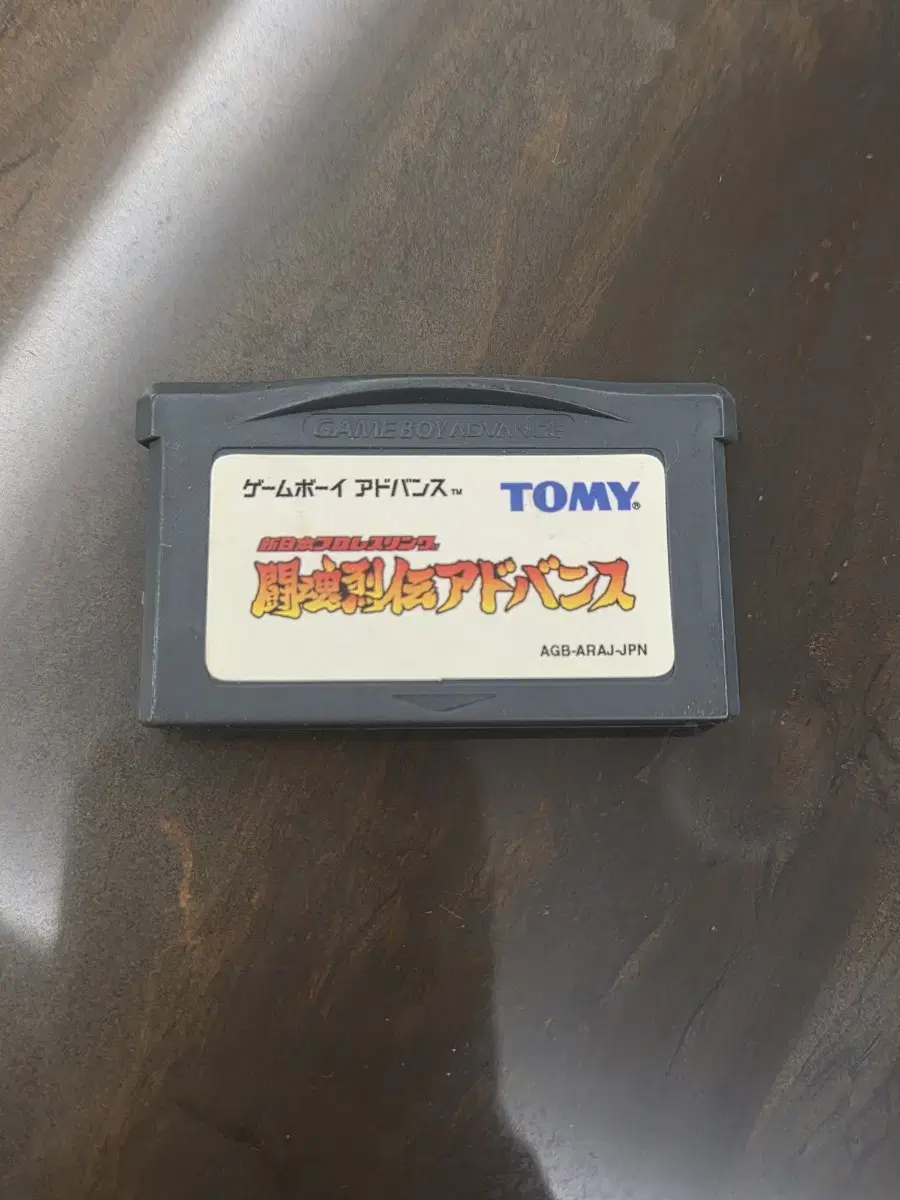 GAME BOY ADVANCE
ゲームボーイ アドバンス™
TOMY®
新日本プロレスリング
闘魂烈伝アドバンス
AGB-ARAJ-JPN